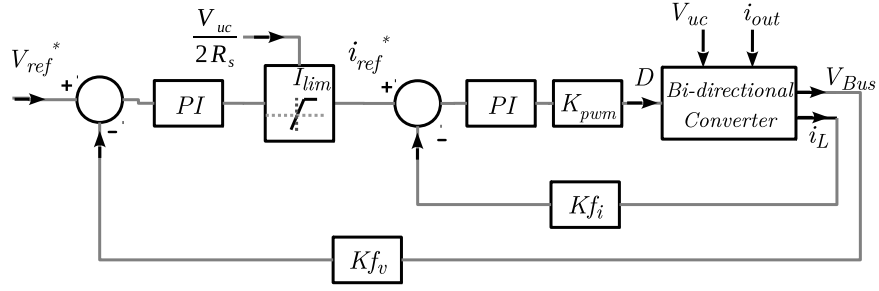 V_ref*
+
-
PI
V_uc
2R_s
I_lim
i_ref*
+
-
PI
K_pwm
D
V_uc
i_out
Bi-directional
Converter
V_Bus
i_L
Kf_i
Kf_v